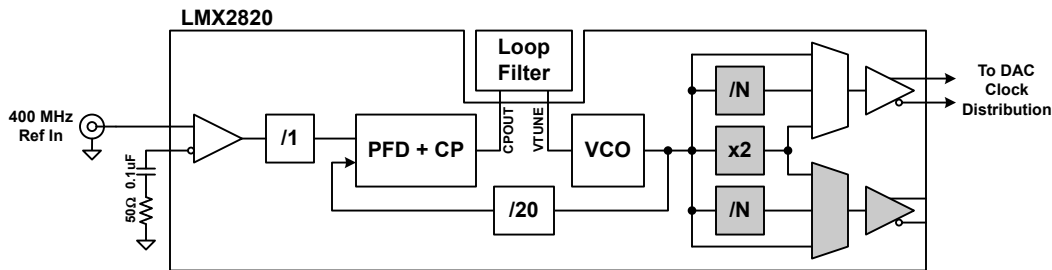 LMX2820
Loop
Filter
To DAC
Clock
Distribution
400 MHz
Ref In
/1
PFD + CP
CPOUT
VTUNE
VCO
/N
x2
/N
/20
50Ω 0.1uF